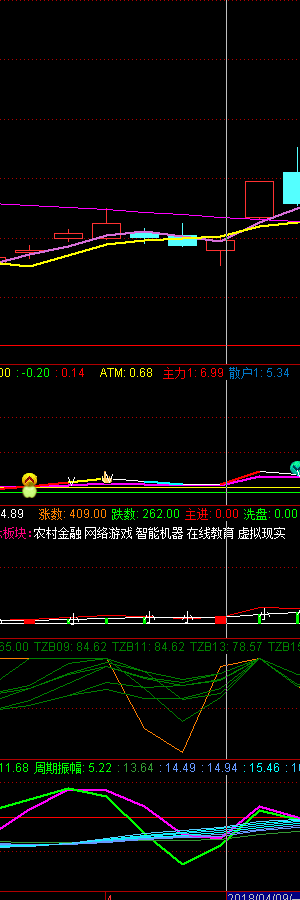 00 : -0.20 : 0.14 ATM: 0.68 主力1: 6.99 散户1: 5.34
4.89 涨数: 409.00 跌数: 262.00 主进: 0.00 洗盘: 0.00
板块: 农村金融 网络游戏 智能机器 在线教育 虚拟现实
65.00 TZB09: 84.62 TZB11: 84.62 TZB13: 78.57 TZB15
11.68 周期振幅: 5.22 : 13.64 : 14.49 : 14.94 : 15.46 : 1
4 2018/04/09/